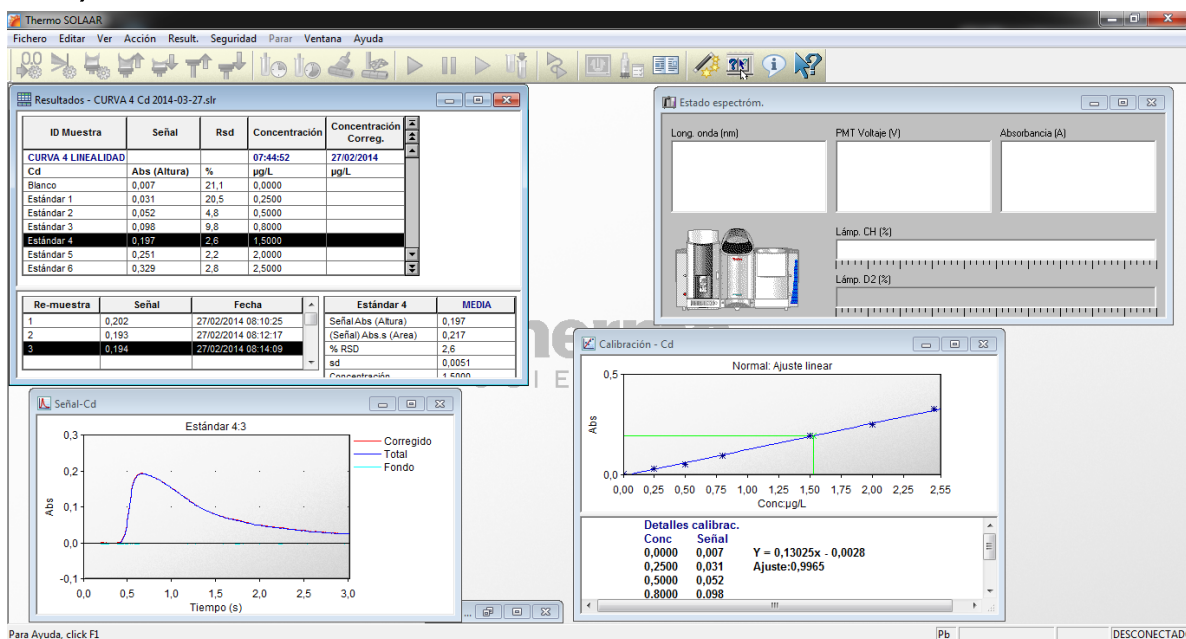 Thermo SOLAAR
Fichero Editar Ver Acción Result. Seguridad Parar Ventana Ayuda
Resultados - CURVA 4 Cd 2014-03-27.slr
ID Muestra Señal Rsd Concentración Concentración Correg.
CURVA 4 LINEALIDAD 07:44:52 27/02/2014
Cd Abs (Altura) % µg/L µg/L
Blanco 0,007 21,1 0,0000
Estándar 1 0,031 20,5 0,2500
Estándar 2 0,052 4,8 0,5000
Estándar 3 0,098 9,8 0,8000
Estándar 4 0,197 2,6 1,5000
Estándar 5 0,251 2,2 2,0000
Estándar 6 0,329 2,8 2,5000
Re-muestra Señal Fecha
1 0,202 27/02/2014 08:10:25
2 0,193 27/02/2014 08:12:17
3 0,194 27/02/2014 08:14:09
Estándar 4 MEDIA
Señal Abs (Altura) 0,197
(Señal) Abs.s (Area) 0,217
% RSD 2,6
sd 0,0051
Concentración 1,5000
Estado espectróm.
Long. onda (nm) PMT Voltaje (V) Absorbancia (A)
Lámp. CH (%)
Lámp. D2 (%)
Señal-Cd
Estándar 4:3
Corregido
Total
Fondo
Abs
0,3
0,2
0,1
0,0
-0,1
0,0 0,5 1,0 1,5 2,0 2,5 3,0
Tiempo (s)
Calibración - Cd
Normal: Ajuste linear
Abs
0,5
0,0
0,00 0,25 0,50 0,75 1,00 1,25 1,50 1,75 2,00 2,25 2,55
Conc:µg/L
Detalles calibrac.
Conc Señal
0,0000 0,007 Y = 0,13025x - 0,0028
0,2500 0,031 Ajuste:0,9965
0,5000 0,052
0,8000 0,098
...
Para Ayuda, click F1
Pb
DESCONECTAD